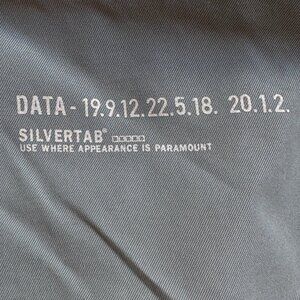 DATA - 19.9.12.22.5.18. 20.1.2.
SILVERTAB®
USE WHERE APPEARANCE IS PARAMOUNT